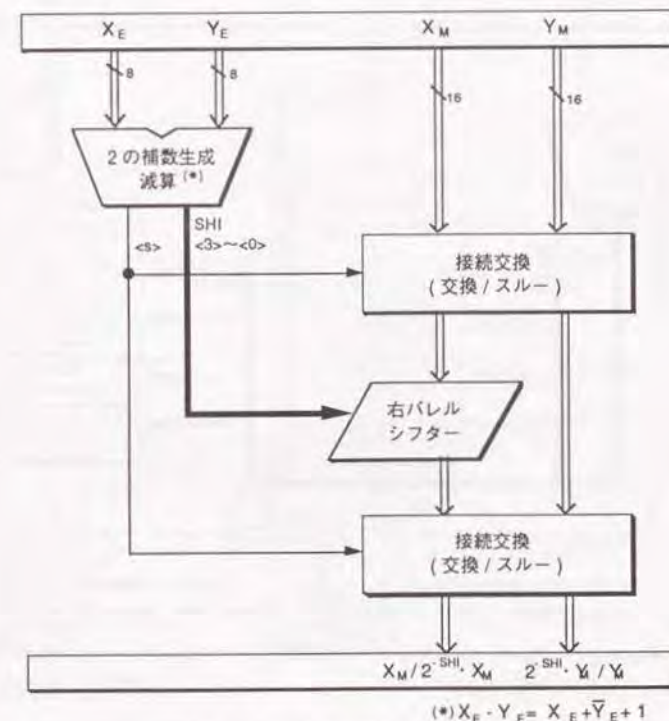 X_E Y_E X_M Y_M
8 8 16 16
2の補数生成
減算(*)
SHI
<s> <3>〜<0>
接続交換
(交換/スルー)
右バレル
シフター
接続交換
(交換/スルー)
X_M/2^-SHI・X_M 2^-SHI・Y_M/Y_M
(*)X_E - Y_E = X_E + Y̅_E + 1